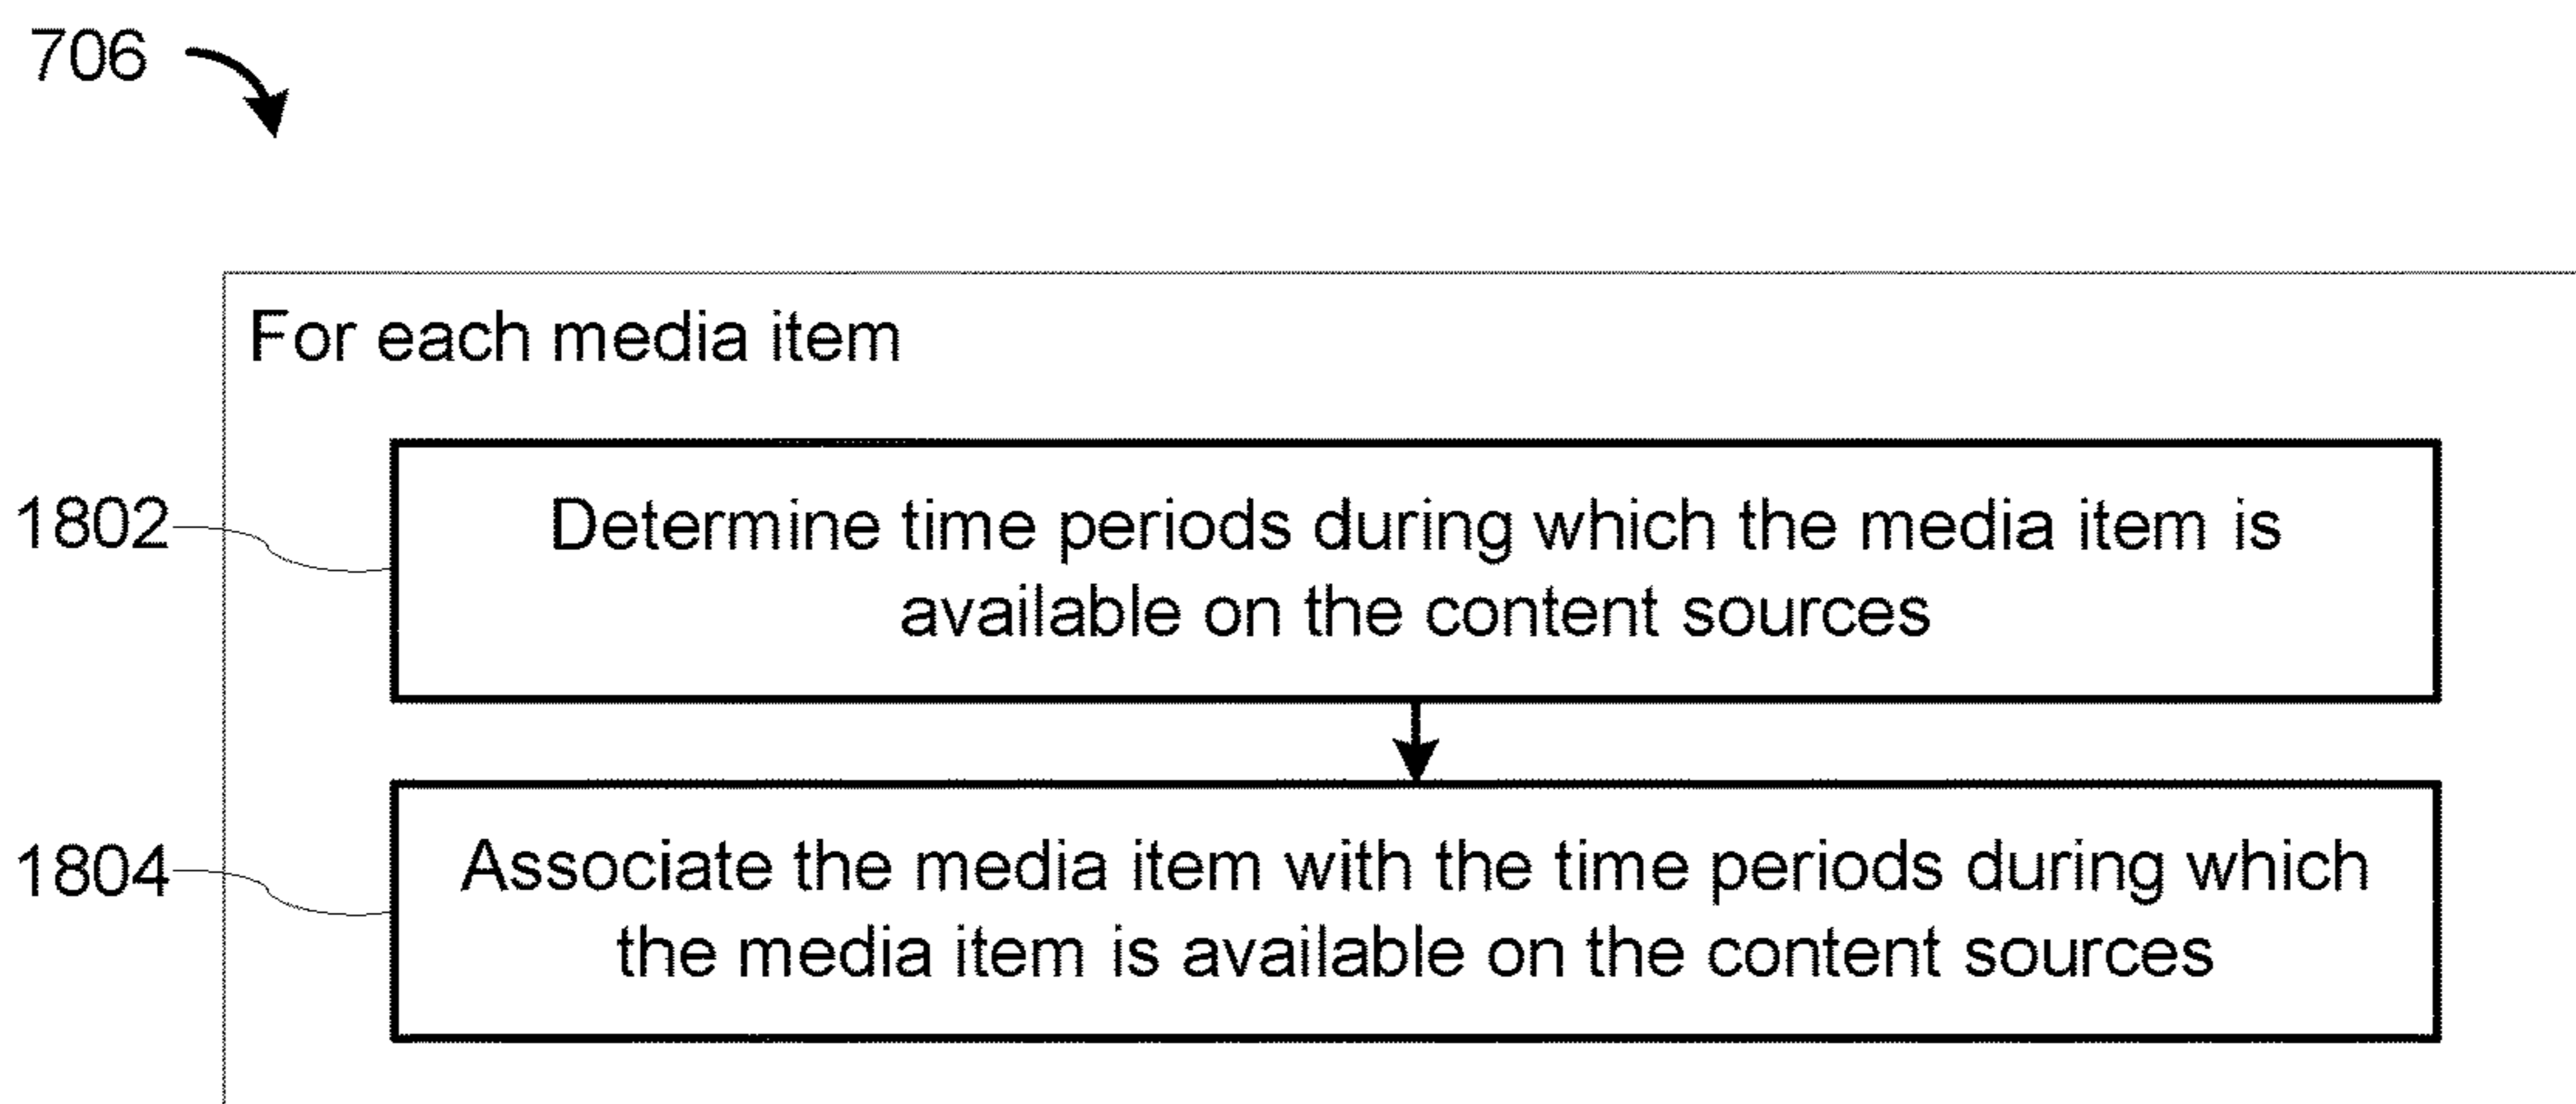 706
For each media item
1802
Determine time periods during which the media item is
available on the content sources
1804
Associate the media item with the time periods during which
the media item is available on the content sources